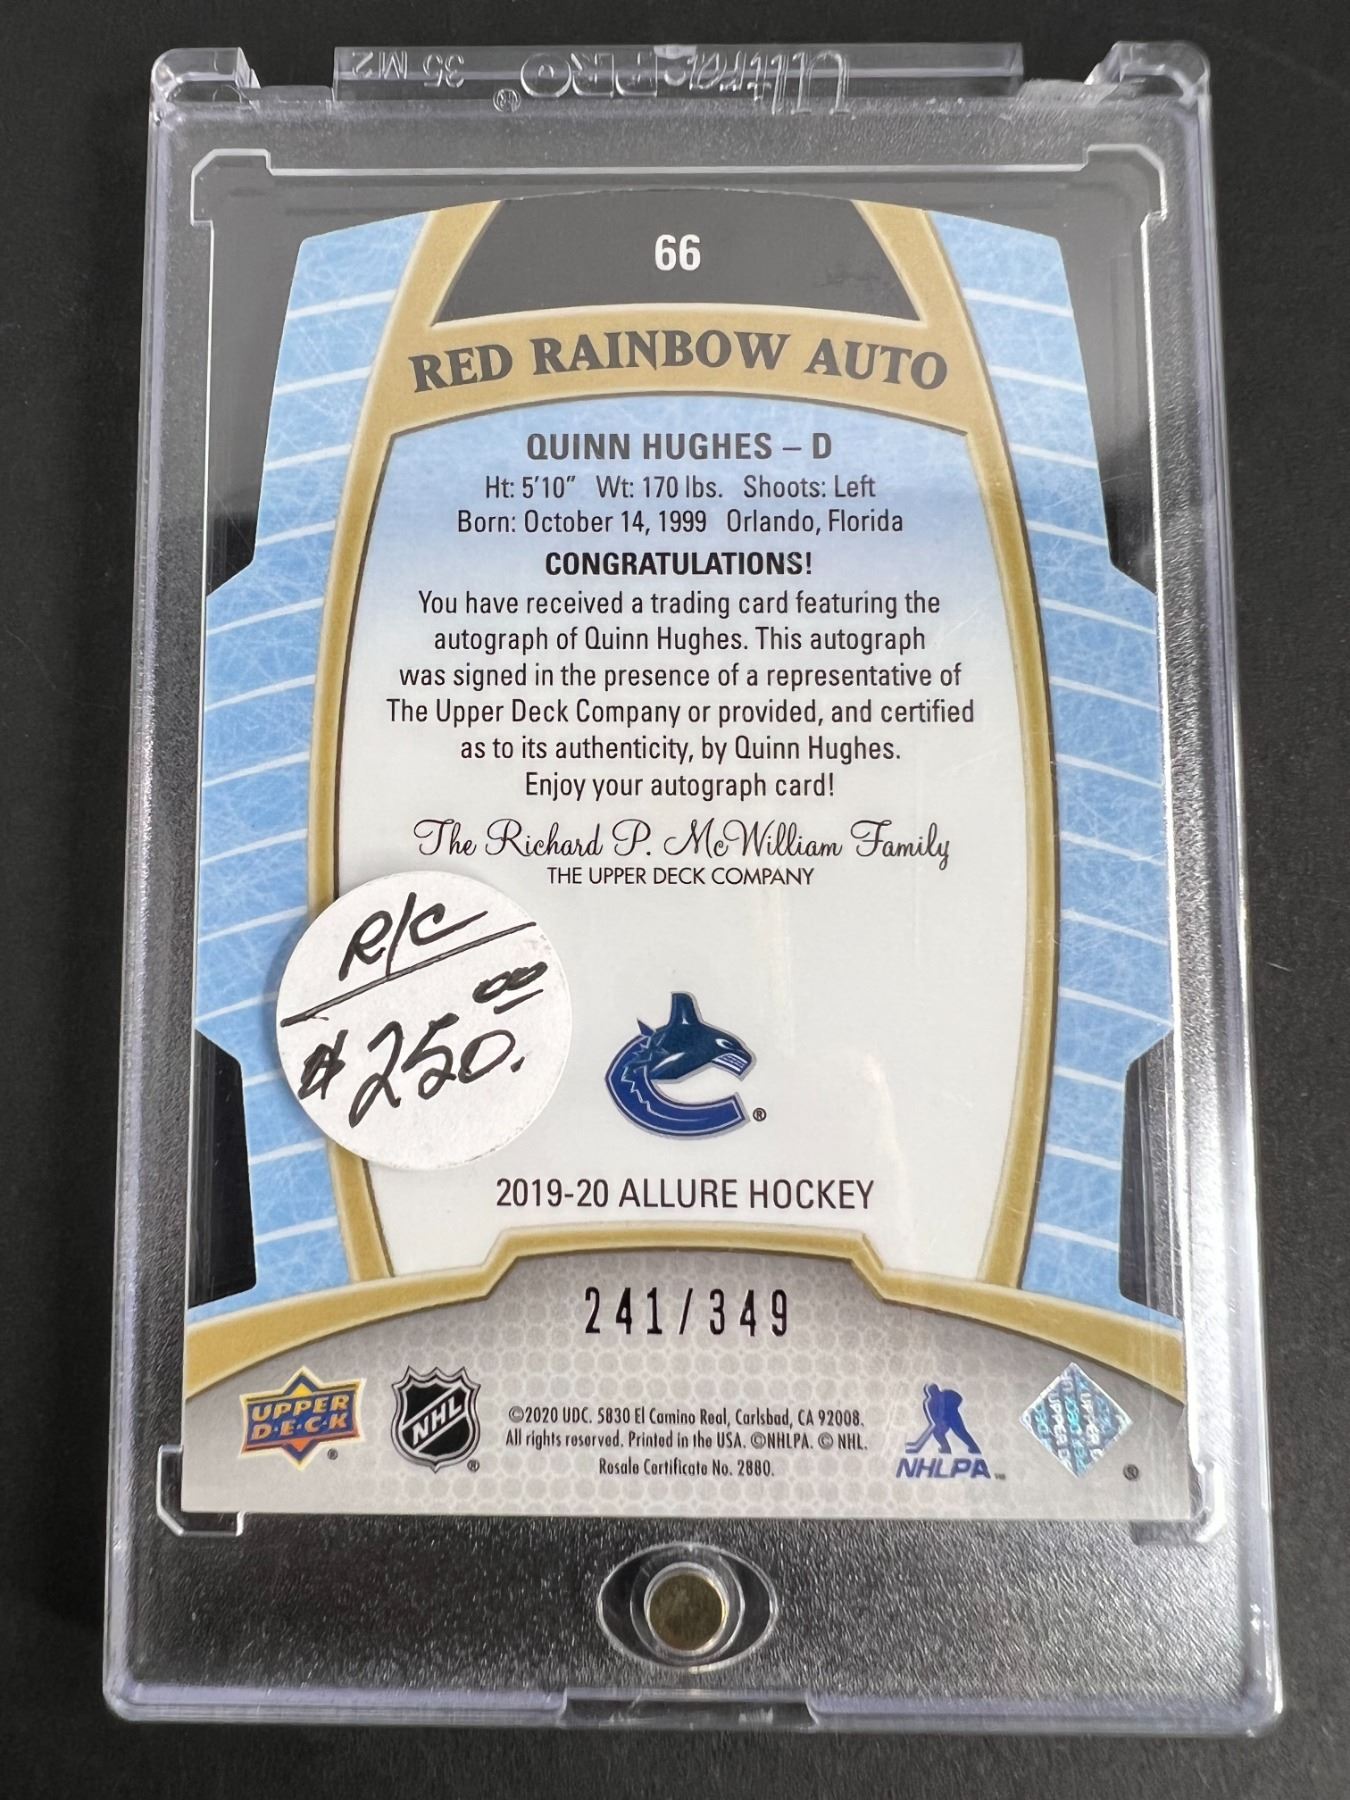 Ultra PRO® 35 M2
66
RED RAINBOW AUTO
QUINN HUGHES – D
Ht: 5'10" Wt: 170 lbs. Shoots: Left
Born: October 14, 1999 Orlando, Florida
CONGRATULATIONS!
You have received a trading card featuring the
autograph of Quinn Hughes. This autograph
was signed in the presence of a representative of
The Upper Deck Company or provided, and certified
as to its authenticity, by Quinn Hughes.
Enjoy your autograph card!
The Richard P. McWilliam Family
THE UPPER DECK COMPANY
R/C
$250.00
®
2019-20 ALLURE HOCKEY
241/349
UPPER
D·E·C·K
®
NHL
®
©2020 UDC. 5830 El Camino Real, Carlsbad, CA 92008.
All rights reserved. Printed in the USA. ©NHLPA. © NHL.
Resale Certificate No. 2880.
NHLPA™
®